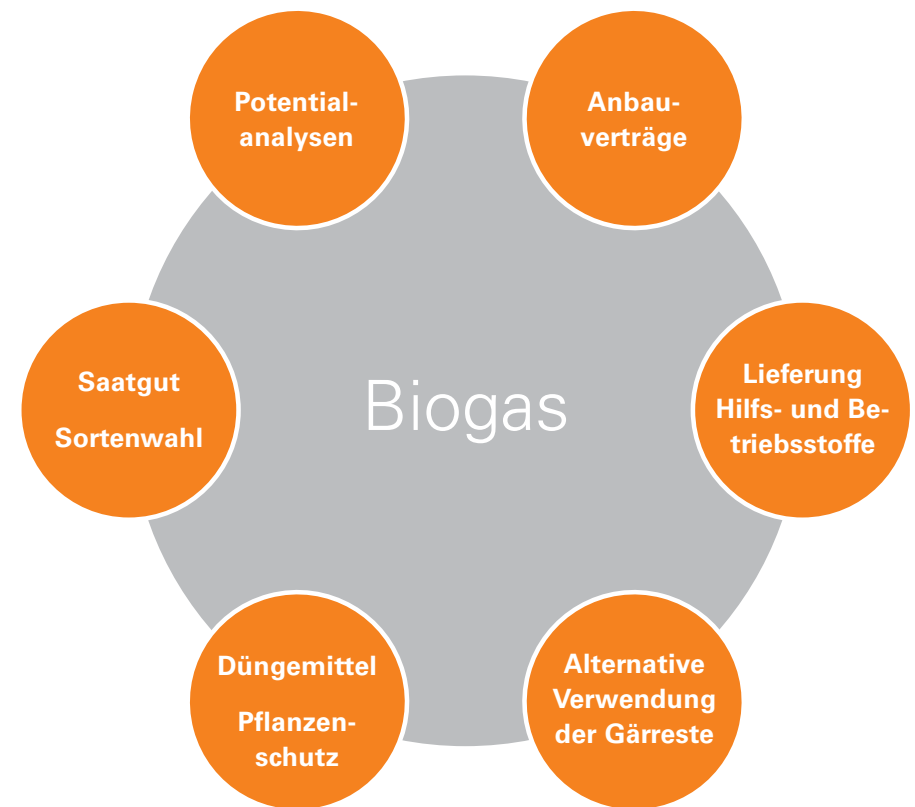 Potential-
analysen
Anbau-
verträge
Saatgut
Sortenwahl
Biogas
Lieferung
Hilfs- und Be-
triebsstoffe
Düngemittel
Pflanzen-
schutz
Alternative
Verwendung
der Gärreste